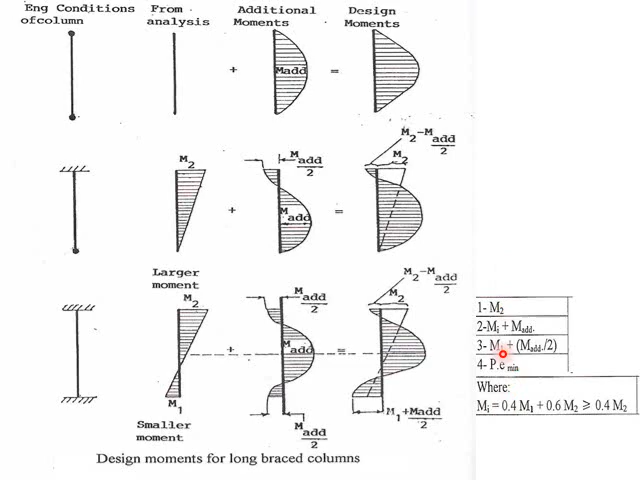 Eng Conditions From Additional Design
ofcolumn analysis Moments Moments
+ Madd =
M2-Madd/2
M2 Madd/2 M2
+ Madd =
Larger
moment
M2 Madd/2 M2-Madd/2
M2
+ Madd =
M1 Madd/2 M1+Madd/2
Smaller
moment
Design moments for long braced columns
1- M2
2-Mi + Madd.
3- M + (Madd./2)
4- P.e min
Where:
Mi = 0.4 M1 + 0.6 M2 ⩾ 0.4 M2